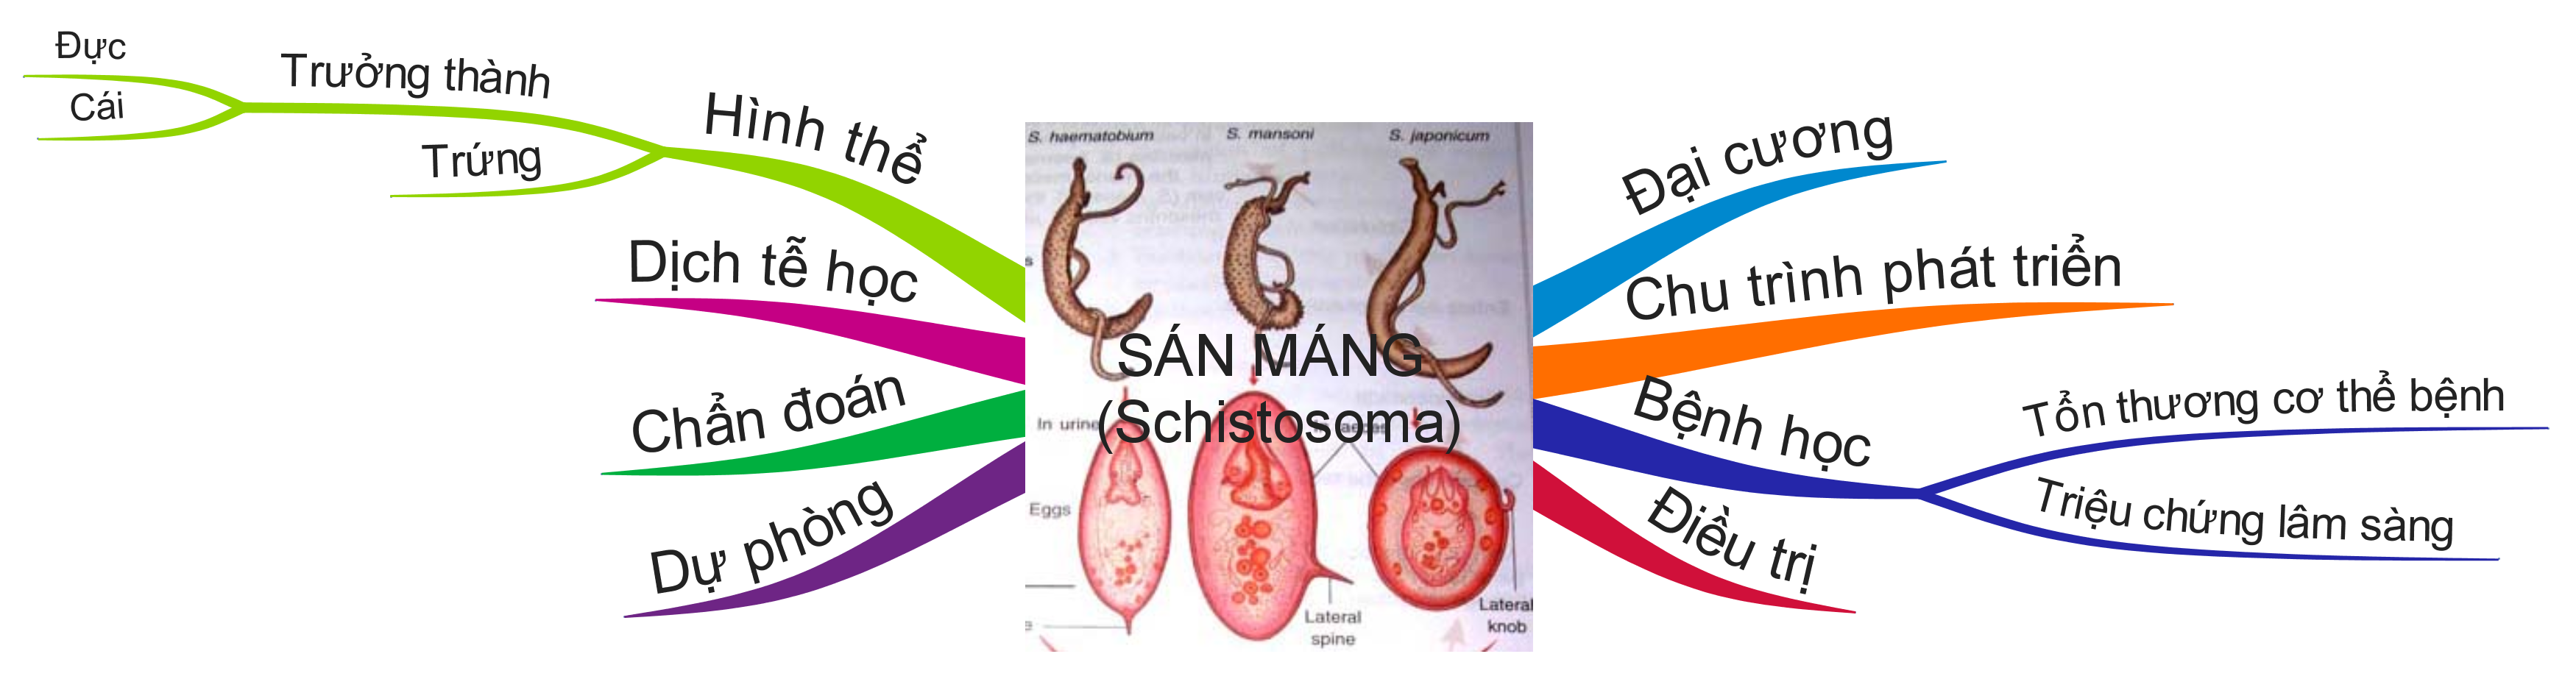 SÁN MÁNG
(Schistosoma)
Đại cương
Chu trình phát triển
Bệnh học
Tổn thương cơ thể bệnh
Triệu chứng lâm sàng
Điều trị
Hình thể
Trưởng thành
Đực
Cái
Trứng
Dịch tễ học
Chẩn đoán
Dự phòng
S. haematobium
S. mansoni
S. japonicum
In urine
Eggs
Lateral
spine
Lateral
knob